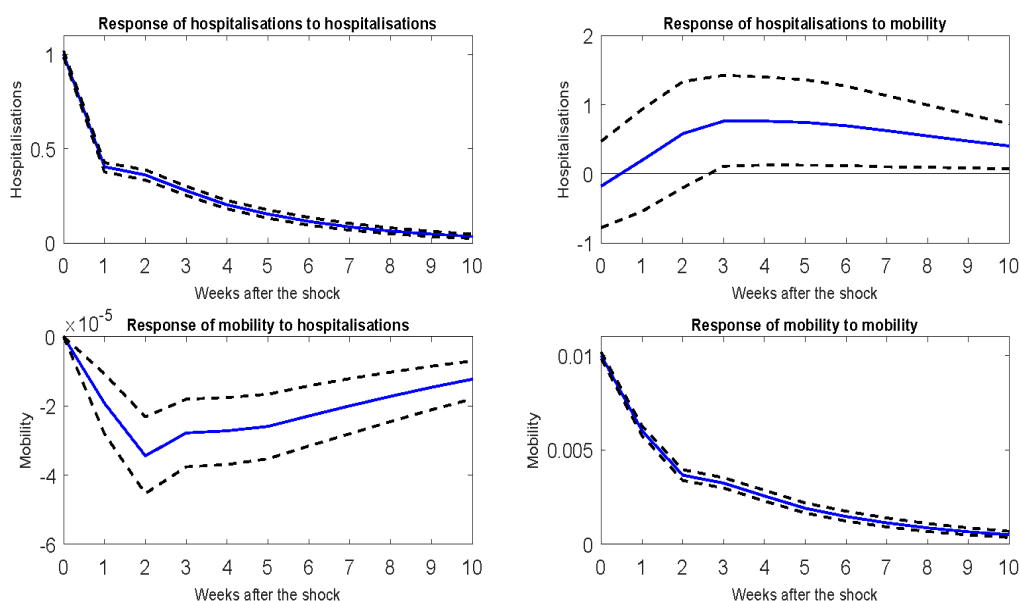 Response of hospitalisations to hospitalisations
1
0.5
0
Hospitalisations
0 1 2 3 4 5 6 7 8 9 10
Weeks after the shock
Response of hospitalisations to mobility
2
1
0
-1
Hospitalisations
0 1 2 3 4 5 6 7 8 9 10
Weeks after the shock
×10⁻⁵
Response of mobility to hospitalisations
0
-2
-4
-6
Mobility
0 1 2 3 4 5 6 7 8 9 10
Weeks after the shock
Response of mobility to mobility
0.01
0.005
0
Mobility
0 1 2 3 4 5 6 7 8 9 10
Weeks after the shock